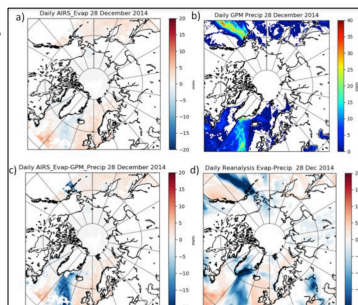 Daily AIRS_Evap 28 December 2014
Daily GPM Precip 28 December 2014
a)
b)
20
15
10
5
0
-5
-10
-15
-20
mm
40
35
30
25
20
15
10
5
0
mm
Daily AIRS_Evap-GPM_Precip 28 December 2014
Daily Reanalysis Evap-Precip 28 Dec 2014
c)
d)
20
15
10
5
0
-5
-10
-15
mm